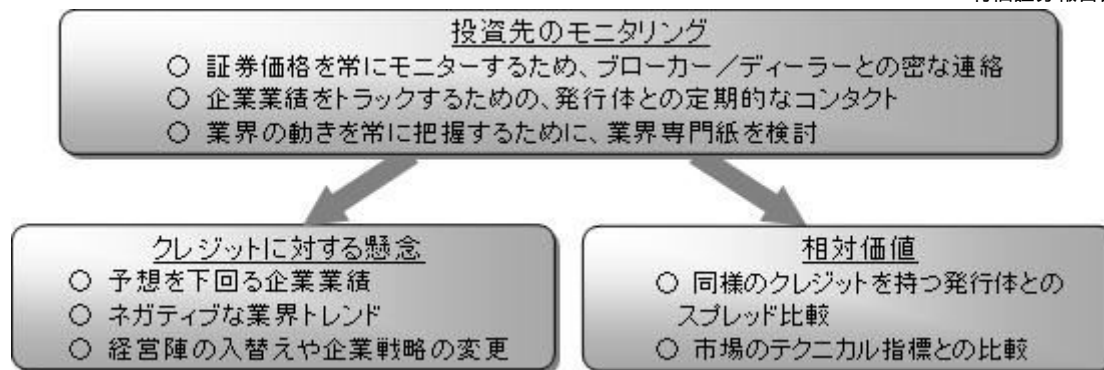 投資先のモニタリング
○ 証券価格を常にモニターするため、ブローカー／ディーラーとの密な連絡
○ 企業業績をトラックするための、発行体との定期的なコンタクト
○ 業界の動きを常に把握するために、業界専門紙を検討
クレジットに対する懸念
○ 予想を下回る企業業績
○ ネガティブな業界トレンド
○ 経営陣の入替えや企業戦略の変更
相対価値
○ 同様のクレジットを持つ発行体との
スプレッド比較
○ 市場のテクニカル指標との比較